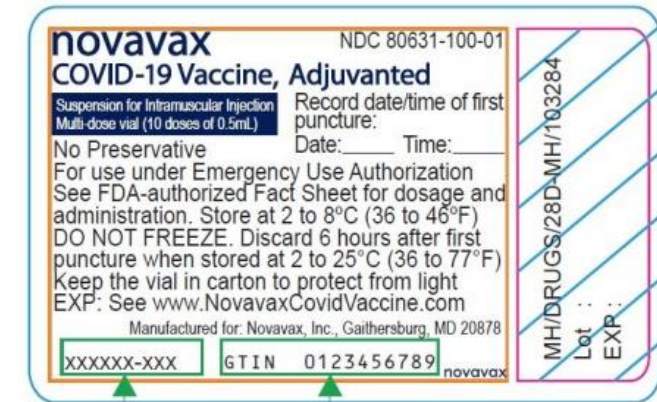 novavax
NDC 80631-100-01
COVID-19 Vaccine, Adjuvanted
Suspension for Intramuscular Injection
Multi-dose vial (10 doses of 0.5mL)
Record date/time of first
puncture:
Date:_____ Time:_____
No Preservative
For use under Emergency Use Authorization
See FDA-authorized Fact Sheet for dosage and
administration. Store at 2 to 8ºC (36 to 46ºF)
DO NOT FREEZE. Discard 6 hours after first
puncture when stored at 2 to 25°C (36 to 77°F)
Keep the vial in carton to protect from light
EXP: See www.NovavaxCovidVaccine.com
Manufactured for: Novavax, Inc., Gaithersburg, MD 20878
XXXXXX-XXX
GTIN 0123456789
novavax
MH/DRUGS/28D-MH/103284
Lot :
EXP :